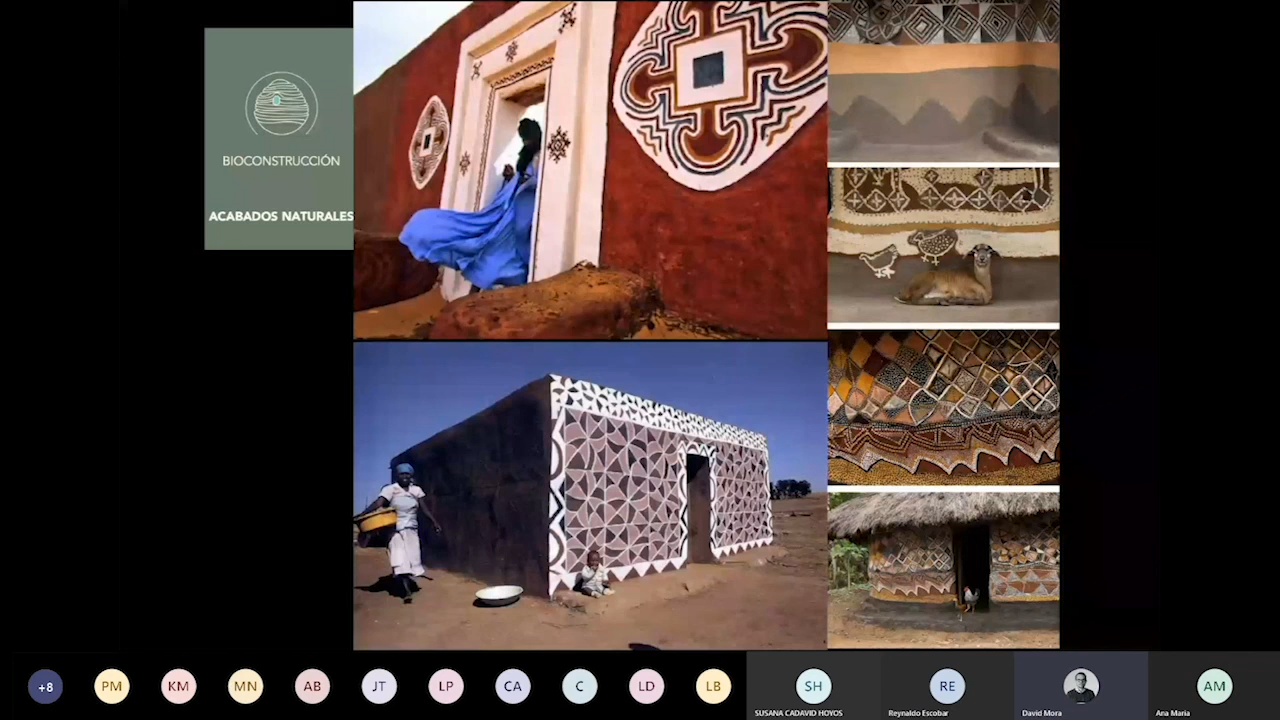 BIOCONSTRUCCIÓN
ACABADOS NATURALES
+8
PM
KM
MN
AB
JT
LP
CA
C
LD
LB
SH
SUSANA CADAVID HOYOS
RE
Reynaldo Escobar
David Mora
AM
Ana Maria